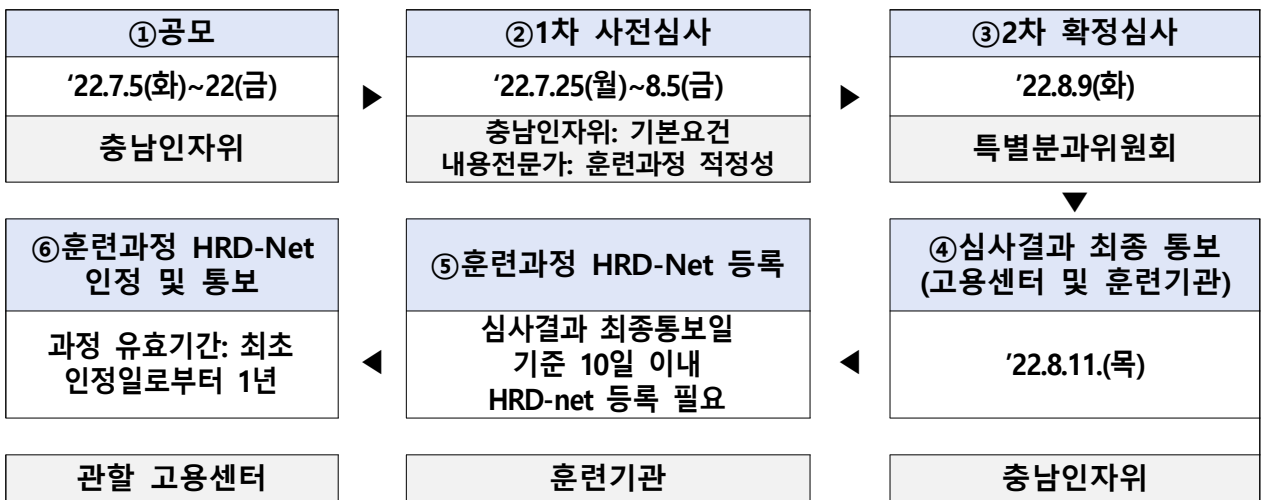 ①공모
'22.7.5(화)~22(금)
충남인자위
▶
②1차 사전심사
'22.7.25(월)~8.5(금)
충남인자위: 기본요건
내용전문가: 훈련과정 적정성
▶
③2차 확정심사
'22.8.9(화)
특별분과위원회
▼
④심사결과 최종 통보
(고용센터 및 훈련기관)
'22.8.11.(목)
충남인자위
◀
⑤훈련과정 HRD-Net 등록
심사결과 최종통보일
기준 10일 이내
HRD-net 등록 필요
훈련기관
◀
⑥훈련과정 HRD-Net
인정 및 통보
과정 유효기간: 최초
인정일로부터 1년
관할 고용센터